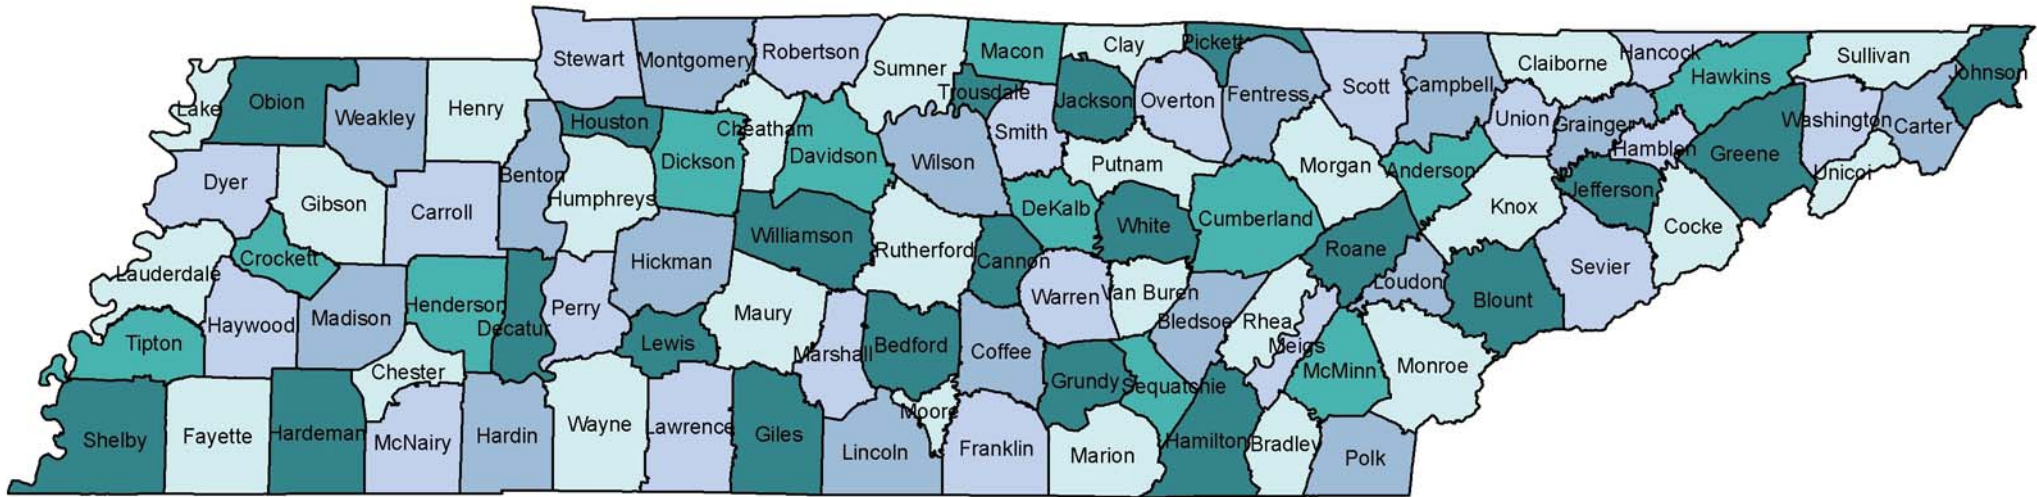 Stewart
Montgomery
Robertson
Sumner
Macon
Clay
Pickett
Fentress
Scott
Campbell
Claiborne
Hancock
Hawkins
Sullivan
Johnson
Lake
Obion
Weakley
Henry
Houston
Cheatham
Trousdale
Jackson
Overton
Union
Grainger
Washington
Carter
Dickson
Davidson
Wilson
Smith
Putnam
Morgan
Anderson
Hamblen
Greene
Unicoi
Dyer
Gibson
Carroll
Benton
Humphreys
DeKalb
White
Cumberland
Knox
Jefferson
Cocke
Lauderdale
Crockett
Hickman
Williamson
Rutherford
Cannon
Roane
Loudon
Blount
Sevier
Tipton
Haywood
Madison
Henderson
Decatur
Perry
Lewis
Maury
Marshall
Bedford
Coffee
Warren
Van Buren
Bledsoe
Rhea
Meigs
McMinn
Monroe
Chester
Grundy
Sequatchie
Shelby
Fayette
Hardeman
McNairy
Hardin
Wayne
Lawrence
Giles
Lincoln
Moore
Franklin
Marion
Hamilton
Bradley
Polk